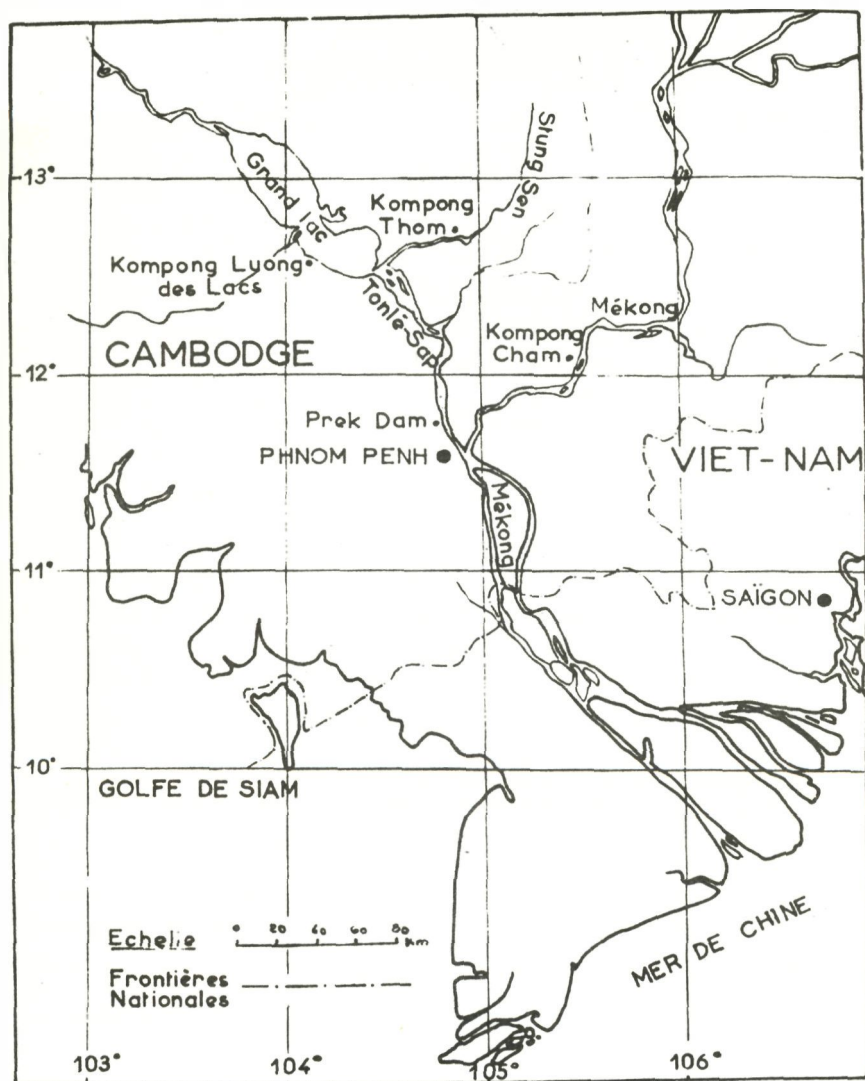 13°
Grand lac
Stung Sen
Kompong
Thom
Kompong Luong
des Lacs
Tonlé-Sap
Mékong
Kompong
Cham
CAMBODGE
12°
Prek Dam
PHNOM PENH
VIET-NAM
Mékong
11°
SAÏGON
10°
GOLFE DE SIAM
MER DE CHINE
Echelle
0 20 40 60 80
Km
Frontières
Nationales
103° 104° 105° 106°